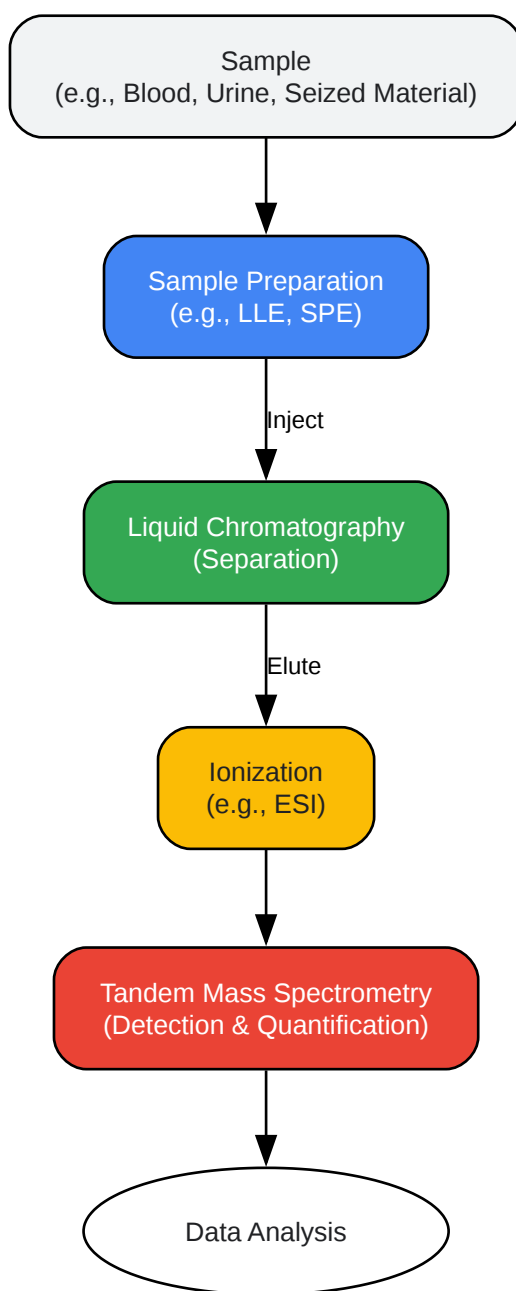 Sample
(e.g., Blood, Urine, Seized Material)
Sample Preparation
(e.g., LLE, SPE)
Inject
Liquid Chromatography
(Separation)
Elute
Ionization
(e.g., ESI)
Tandem Mass Spectrometry
(Detection & Quantification)
Data Analysis